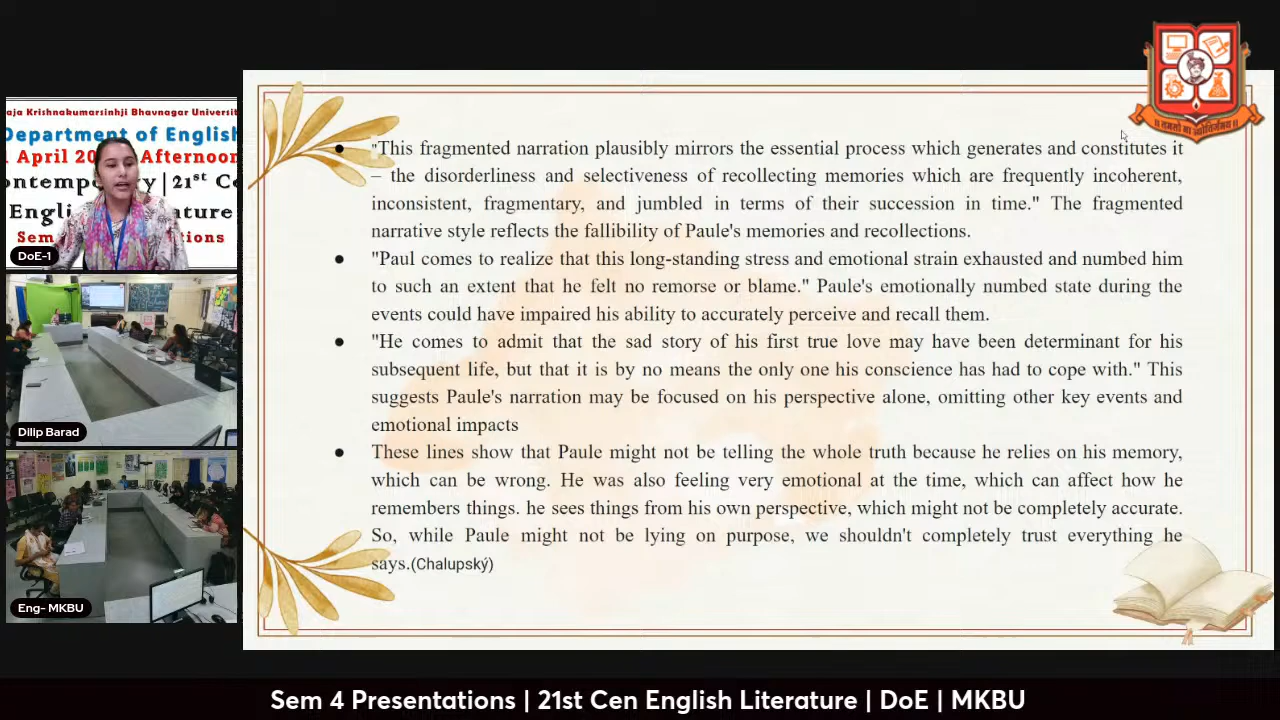 aja Krishnakumarsinhji Bhavnagar Universit
Department of English
April 20 Afternoon
ontemp y | 21st Ce
Engli rature
Sem tions
DoE-1
Dilip Barad
Eng- MKBU
● "This fragmented narration plausibly mirrors the essential process which generates and constitutes it
– the disorderliness and selectiveness of recollecting memories which are frequently incoherent,
inconsistent, fragmentary, and jumbled in terms of their succession in time." The fragmented
narrative style reflects the fallibility of Paule's memories and recollections.
● "Paul comes to realize that this long-standing stress and emotional strain exhausted and numbed him
to such an extent that he felt no remorse or blame." Paule's emotionally numbed state during the
events could have impaired his ability to accurately perceive and recall them.
● "He comes to admit that the sad story of his first true love may have been determinant for his
subsequent life, but that it is by no means the only one his conscience has had to cope with." This
suggests Paule's narration may be focused on his perspective alone, omitting other key events and
emotional impacts
● These lines show that Paule might not be telling the whole truth because he relies on his memory,
which can be wrong. He was also feeling very emotional at the time, which can affect how he
remembers things. he sees things from his own perspective, which might not be completely accurate.
So, while Paule might not be lying on purpose, we shouldn't completely trust everything he
says.(Chalupský)
Sem 4 Presentations | 21st Cen English Literature | DoE | MKBU